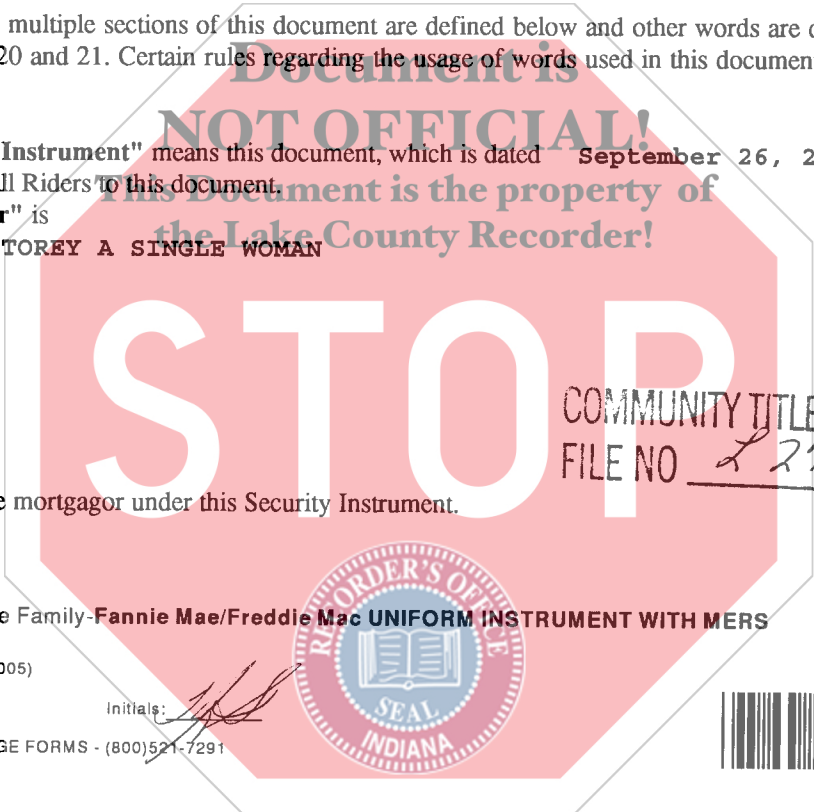 multiple sections of this document are defined below and other words are
20 and 21. Certain rules regarding the usage of words used in this document
Document is
NOT OFFICIAL!
Instrument" means this document, which is dated September 26, 2
ll Riders to this document.
This Document is the property of
r" is
the Lake County Recorder!
TOREY A SINGLE WOMAN
STOP
COMMUNITY TITLE
FILE NO
e mortgagor under this Security Instrument.
RECORDER'S OFFICE
SEAL
INDIANA
e Family-Fannie Mae/Freddie Mac UNIFORM INSTRUMENT WITH MERS
005)
Initials:
GE FORMS - (800)521-7291